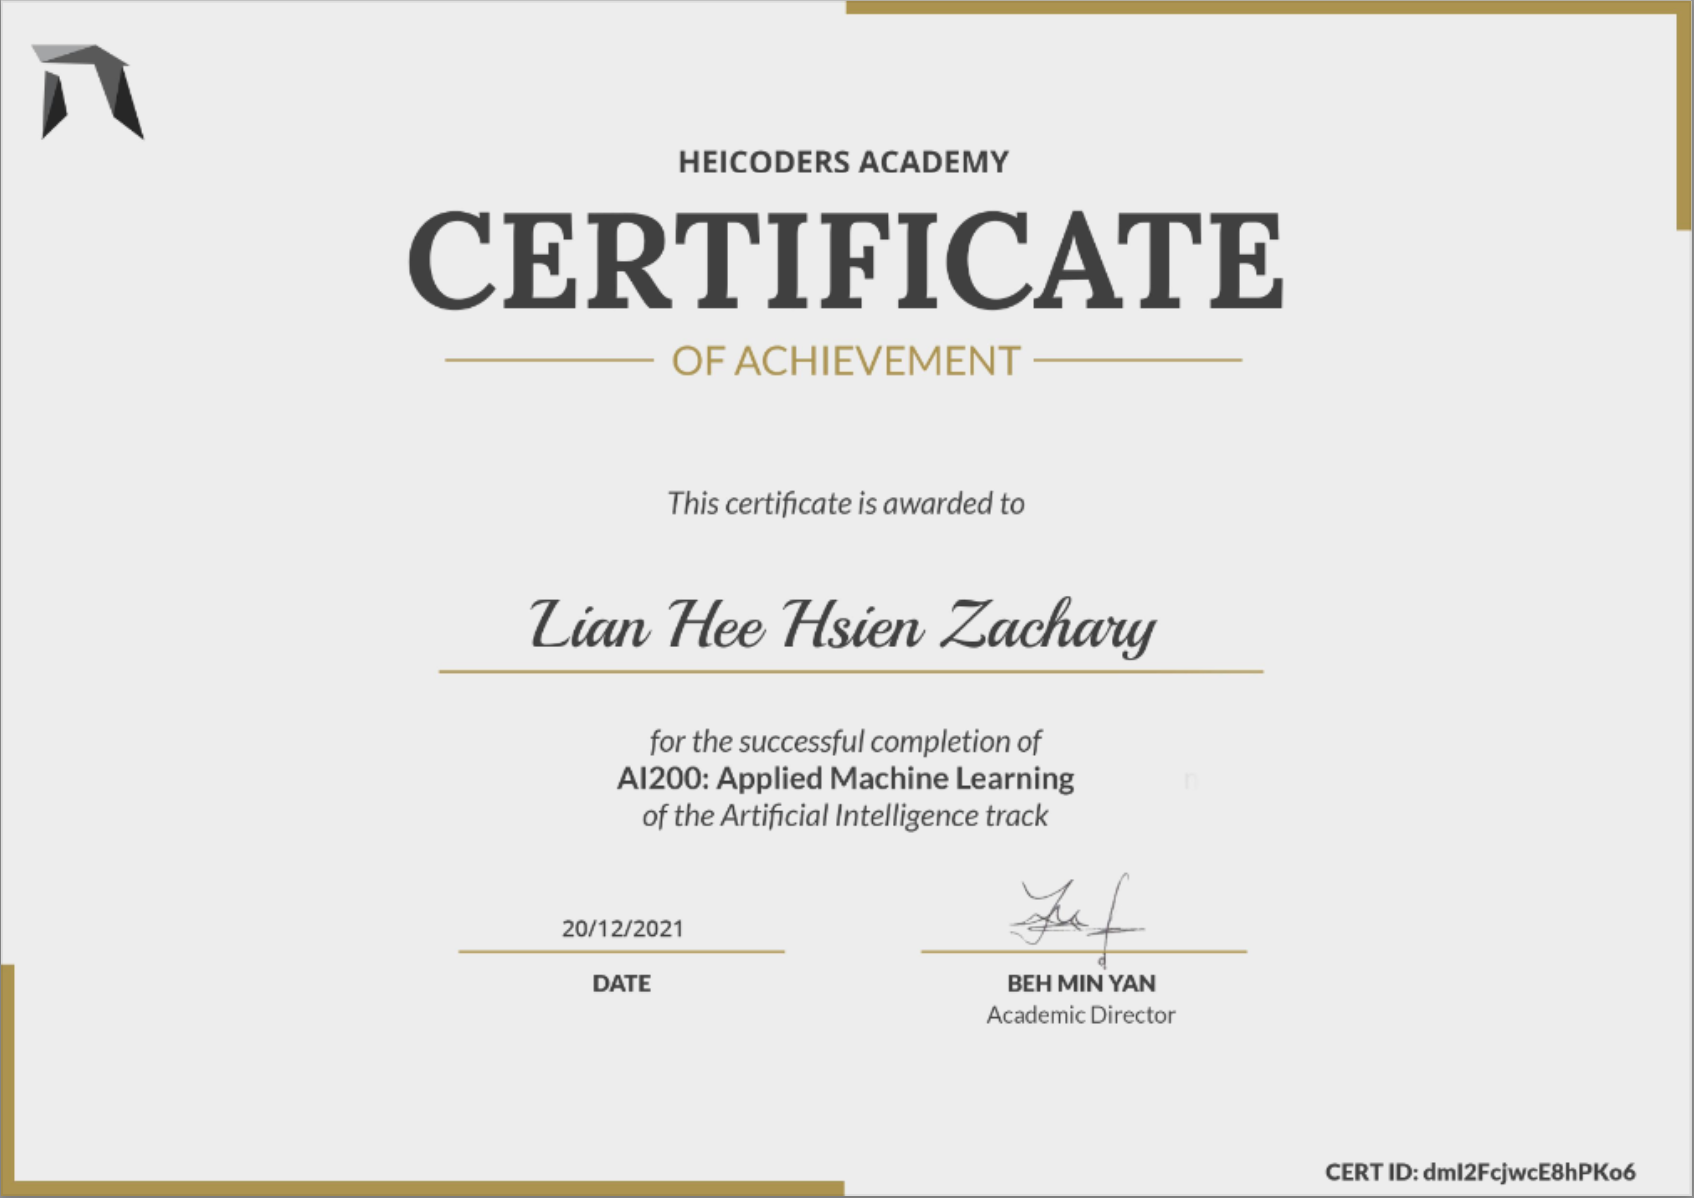 HEICODERS ACADEMY
CERTIFICATE
OF ACHIEVEMENT
This certificate is awarded to
Lian Hee Hsien Zachary
for the successful completion of
AI200: Applied Machine Learning
of the Artificial Intelligence track
20/12/2021
DATE
BEH MIN YAN
Academic Director
CERT ID: dmI2FcjwcE8hPKo6